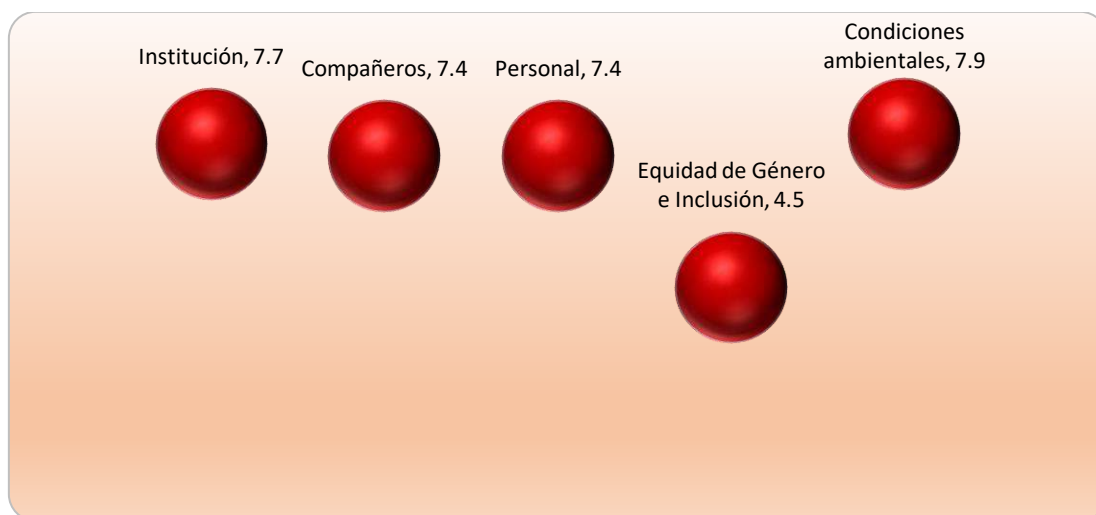 Institución, 7.7
Compañeros, 7.4
Personal, 7.4
Equidad de Género
e Inclusión, 4.5
Condiciones
ambientales, 7.9